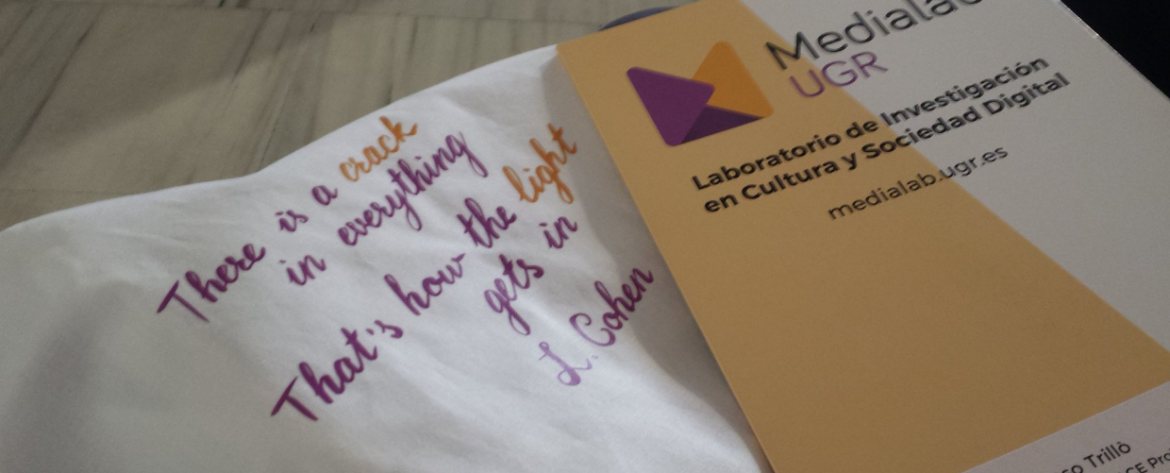 There is a crack
in everything
That's how the light
gets in
L. Cohen
Medialab
UGR
Laboratorio de Investigación
en Cultura y Sociedad Digital
medialab.ugr.es
Trillò